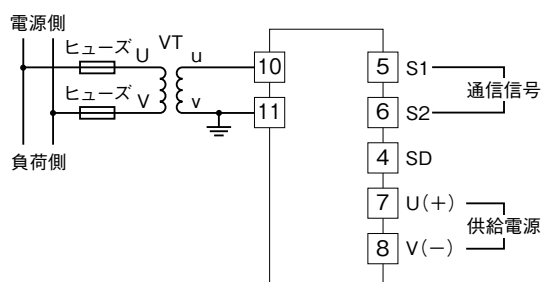 電源側
ヒューズ U VT u
ヒューズ V v
負荷側
10
11
5 S1
6 S2
通信信号
4 SD
7 U(+)
8 V(−)
供給電源